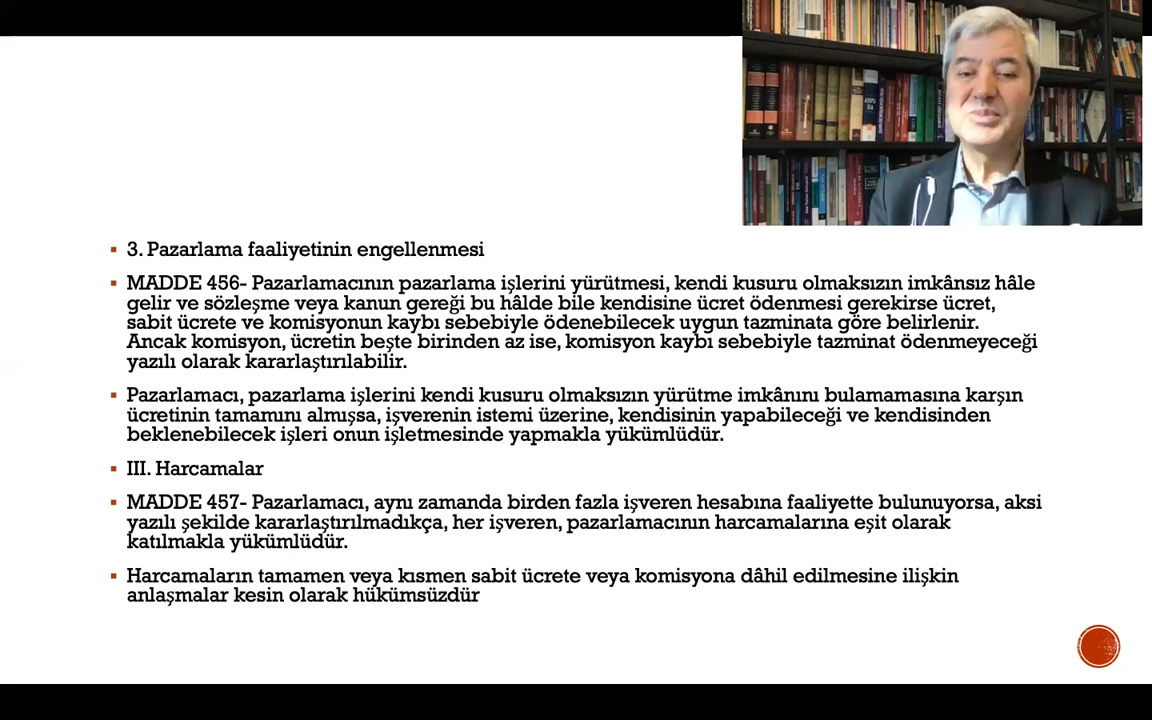 3. Pazarlama faaliyetinin engellenmesi
MADDE 456- Pazarlamacının pazarlama işlerini yürütmesi, kendi kusuru olmaksızın imkânsız hâle
gelir ve sözleşme veya kanun gereği bu hâlde bile kendisine ücret ödenmesi gerekirse ücret,
sabit ücrete ve komisyonun kaybı sebebiyle ödenebilecek uygun tazminata göre belirlenir.
Ancak komisyon, ücretin beşte birinden az ise, komisyon kaybı sebebiyle tazminat ödenmeyeceği
yazılı olarak kararlaştırılabilir.
Pazarlamacı, pazarlama işlerini kendi kusuru olmaksızın yürütme imkânını bulamamasına karşın
ücretinin tamamını almışsa, işverenin istemi üzerine, kendisinin yapabileceği ve kendisinden
beklenebilecek işleri onun işletmesinde yapmakla yükümlüdür.
III. Harcamalar
MADDE 457- Pazarlamacı, aynı zamanda birden fazla işveren hesabına faaliyette bulunuyorsa, aksi
yazılı şekilde kararlaştırılmadıkça, her işveren, pazarlamacının harcamalarına eşit olarak
katılmakla yükümlüdür.
Harcamaların tamamen veya kısmen sabit ücrete veya komisyona dâhil edilmesine ilişkin
anlaşmalar kesin olarak hükümsüzdür